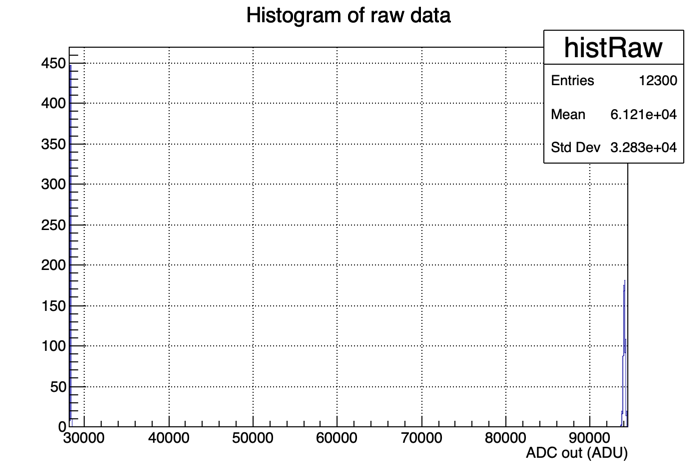 Histogram of raw data
histRaw
Entries 12300
Mean 6.121e+04
Std Dev 3.283e+04
450
400
350
300
250
200
150
100
50
0
30000 40000 50000 60000 70000 80000 90000
ADC out (ADU)